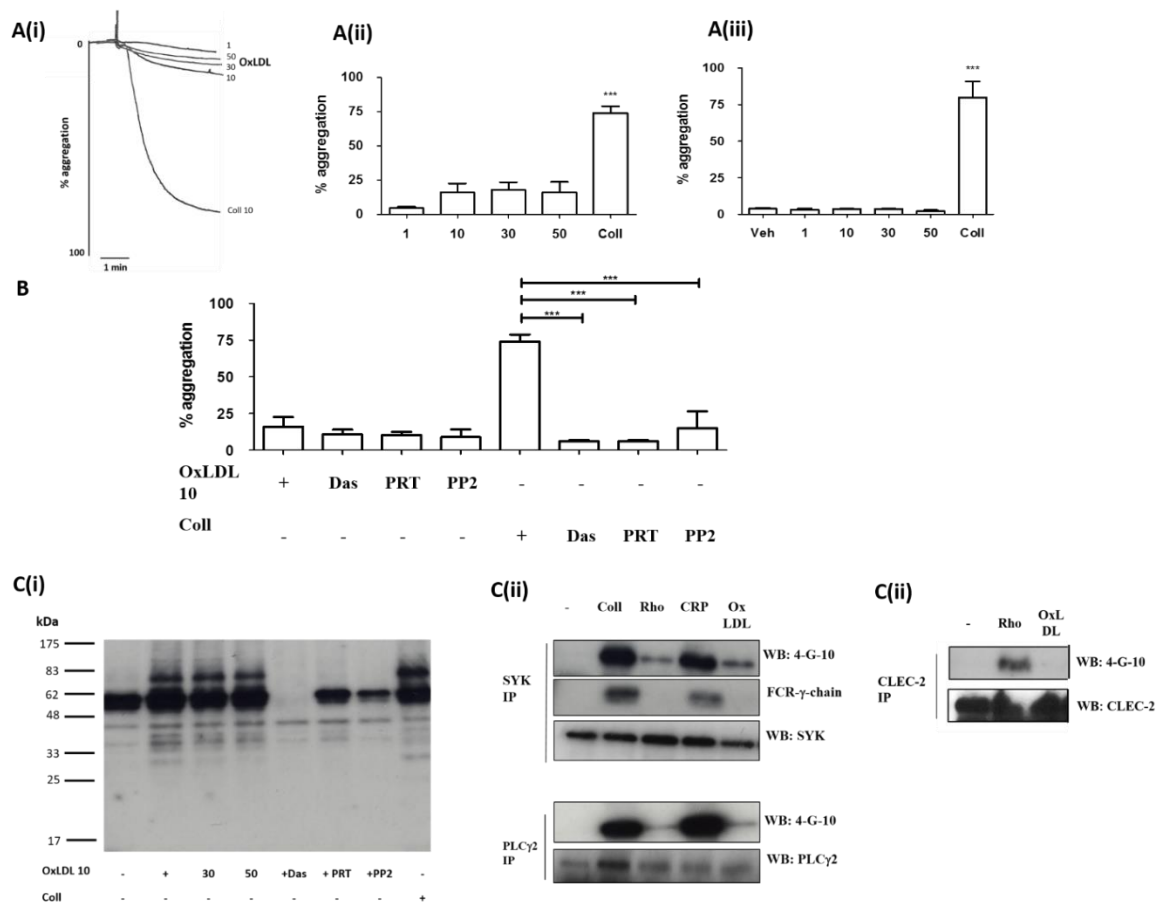 A(i)
0
1
50
30
10
OxLDL
% aggregation
Coll 10
100
1 min
A(ii)
% aggregation
100
75
50
25
0
***
1 10 30 50 Coll
A(iii)
% aggregation
100
75
50
25
0
***
Veh 1 10 30 50 Coll
B
% aggregation
100
75
50
25
0
***
***
***
OxLDL
10
+ Das PRT PP2 - - - -
Coll
- - - - + Das PRT PP2
C(i)
kDa
175
83
62
48
33
25
17
OxLDL 10 - + 30 50 +Das + PRT +PP2 -
Coll - - - - - - - +
C(ii)
- Coll Rho CRP Ox
LDL
SYK
IP
WB: 4-G-10
FCR-γ-chain
WB: SYK
PLCγ2
IP
WB: 4-G-10
WB: PLCγ2
C(ii)
- Rho OxL
DL
CLEC-2
IP
WB: 4-G-10
WB: CLEC-2